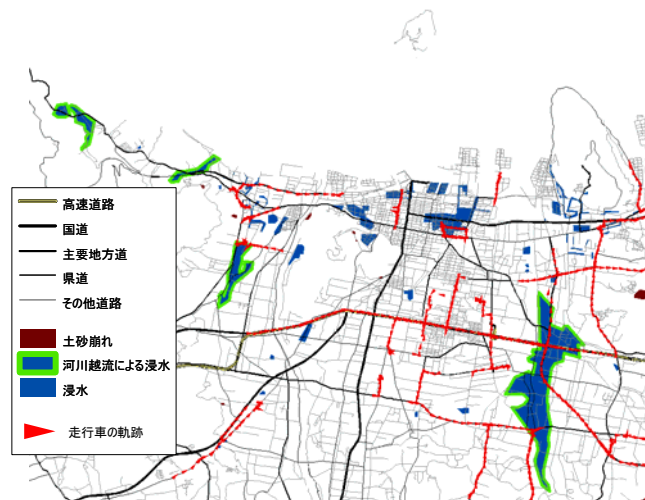 高速道路
国道
主要地方道
県道
その他道路
土砂崩れ
河川越流による浸水
浸水
走行車の軌跡